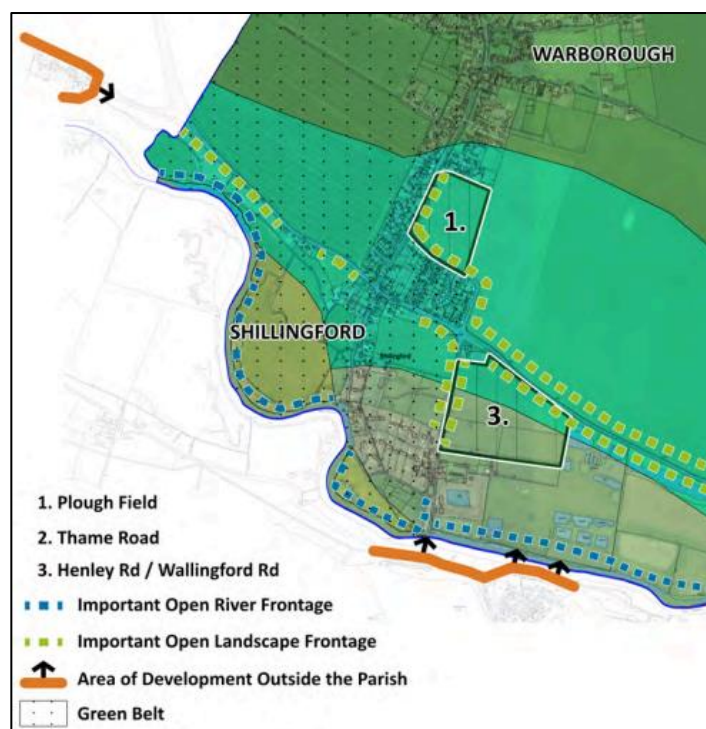 WARBOROUGH
1.
SHILLINGFORD
Shillingford
3.
1. Plough Field
2. Thame Road
3. Henley Rd / Wallingford Rd
Important Open River Frontage
Important Open Landscape Frontage
Area of Development Outside the Parish
Green Belt